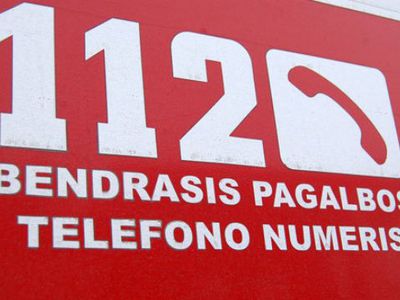 112
BENDRASIS PAGALBOS
TELEFONO NUMERIS